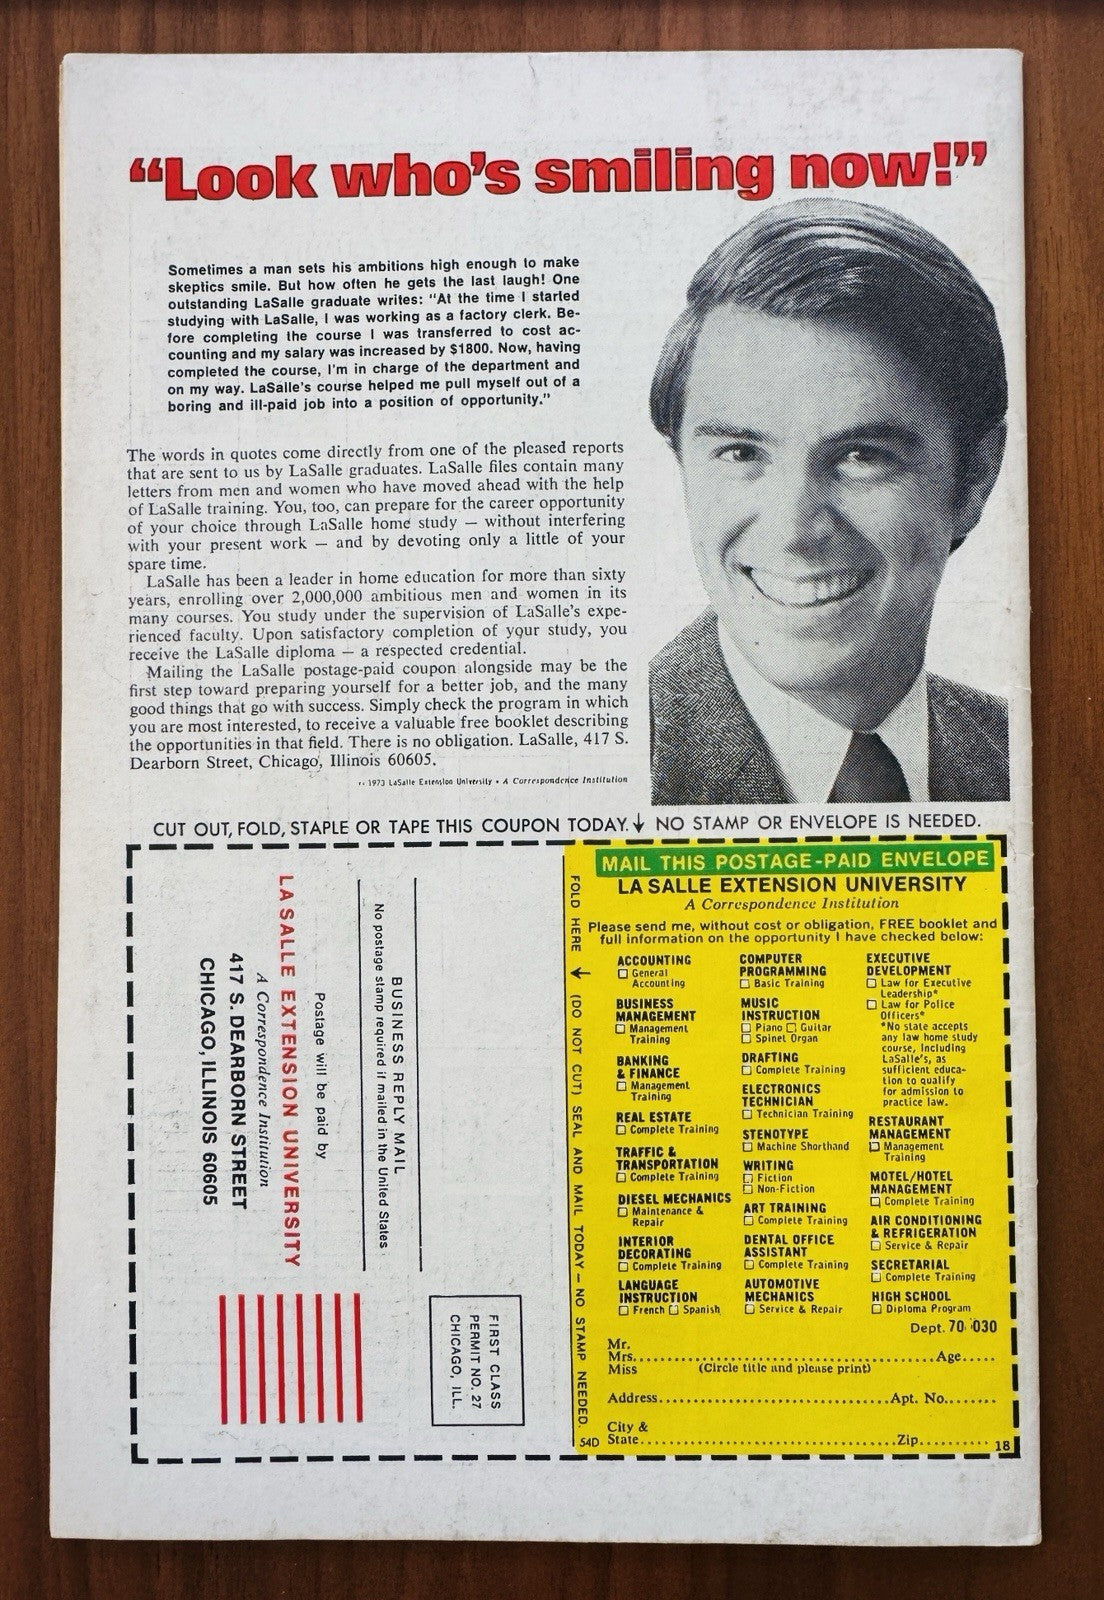 “Look who’s smiling now!”
Sometimes a man sets his ambitions high enough to make
skeptics smile. But how often he gets the last laugh! One
outstanding LaSalle graduate writes: “At the time I started
studying with LaSalle, I was working as a factory clerk. Be-
fore completing the course I was transferred to cost ac-
counting and my salary was increased by $1800. Now, having
completed the course, I’m in charge of the department and
on my way. LaSalle’s course helped me pull myself out of a
boring and ill-paid job into a position of opportunity.”
The words in quotes come directly from one of the pleased reports
that are sent to us by LaSalle graduates. LaSalle files contain many
letters from men and women who have moved ahead with the help
of LaSalle training. You, too, can prepare for the career opportunity
of your choice through LaSalle home study — without interfering
with your present work — and by devoting only a little of your
spare time.
LaSalle has been a leader in home education for more than sixty
years, enrolling over 2,000,000 ambitious men and women in its
many courses. You study under the supervision of LaSalle’s expe-
rienced faculty. Upon satisfactory completion of your study, you
receive the LaSalle diploma — a respected credential.
Mailing the LaSalle postage-paid coupon alongside may be the
first step toward preparing yourself for a better job, and the many
good things that go with success. Simply check the program in which
you are most interested, to receive a valuable free booklet describing
the opportunities in that field. There is no obligation. LaSalle, 417 S.
Dearborn Street, Chicago, Illinois 60605.
1973 LaSalle Extension University • A Correspondence Institution
CUT OUT, FOLD, STAPLE OR TAPE THIS COUPON TODAY. ↓ NO STAMP OR ENVELOPE IS NEEDED.
FIRST CLASS
PERMIT NO. 27
CHICAGO, ILL.
BUSINESS REPLY MAIL
No postage stamp required if mailed in the United States
Postage will be paid by
LA SALLE EXTENSION UNIVERSITY
A Correspondence Institution
417 S. DEARBORN STREET
CHICAGO, ILLINOIS 60605
FOLD HERE ↓ (DO NOT CUT) SEAL AND MAIL TODAY — NO STAMP NEEDED.
MAIL THIS POSTAGE-PAID ENVELOPE
LA SALLE EXTENSION UNIVERSITY
A Correspondence Institution
Please send me, without cost or obligation, FREE booklet and
full information on the opportunity I have checked below:
ACCOUNTING
☐ General
Accounting
BUSINESS
MANAGEMENT
☐ Management
Training
BANKING
& FINANCE
☐ Management
Training
REAL ESTATE
☐ Complete Training
TRAFFIC &
TRANSPORTATION
☐ Complete Training
DIESEL MECHANICS
☐ Maintenance &
Repair
INTERIOR
DECORATING
☐ Complete Training
LANGUAGE
INSTRUCTION
☐ French ☐ Spanish
COMPUTER
PROGRAMMING
☐ Basic Training
MUSIC
INSTRUCTION
☐ Piano ☐ Guitar
☐ Spinet Organ
DRAFTING
☐ Complete Training
ELECTRONICS
TECHNICIAN
☐ Technician Training
STENOTYPE
☐ Machine Shorthand
WRITING
☐ Fiction
☐ Non-Fiction
ART TRAINING
☐ Complete Training
DENTAL OFFICE
ASSISTANT
☐ Complete Training
AUTOMOTIVE
MECHANICS
☐ Service & Repair
EXECUTIVE
DEVELOPMENT
☐ Law for Executive
Leadership*
☐ Law for Police
Officers*
*No state accepts
any law home study
course, including
LaSalle’s, as
sufficient educa-
tion to qualify
for admission to
practice law.
RESTAURANT
MANAGEMENT
☐ Management
Training
MOTEL/HOTEL
MANAGEMENT
☐ Complete Training
AIR CONDITIONING
& REFRIGERATION
☐ Service & Repair
SECRETARIAL
☐ Complete Training
HIGH SCHOOL
☐ Diploma Program
Dept. 70 030
Mr.
Mrs. Age
Miss (Circle title and please print)
Address Apt. No.
City &
State Zip
54D
18